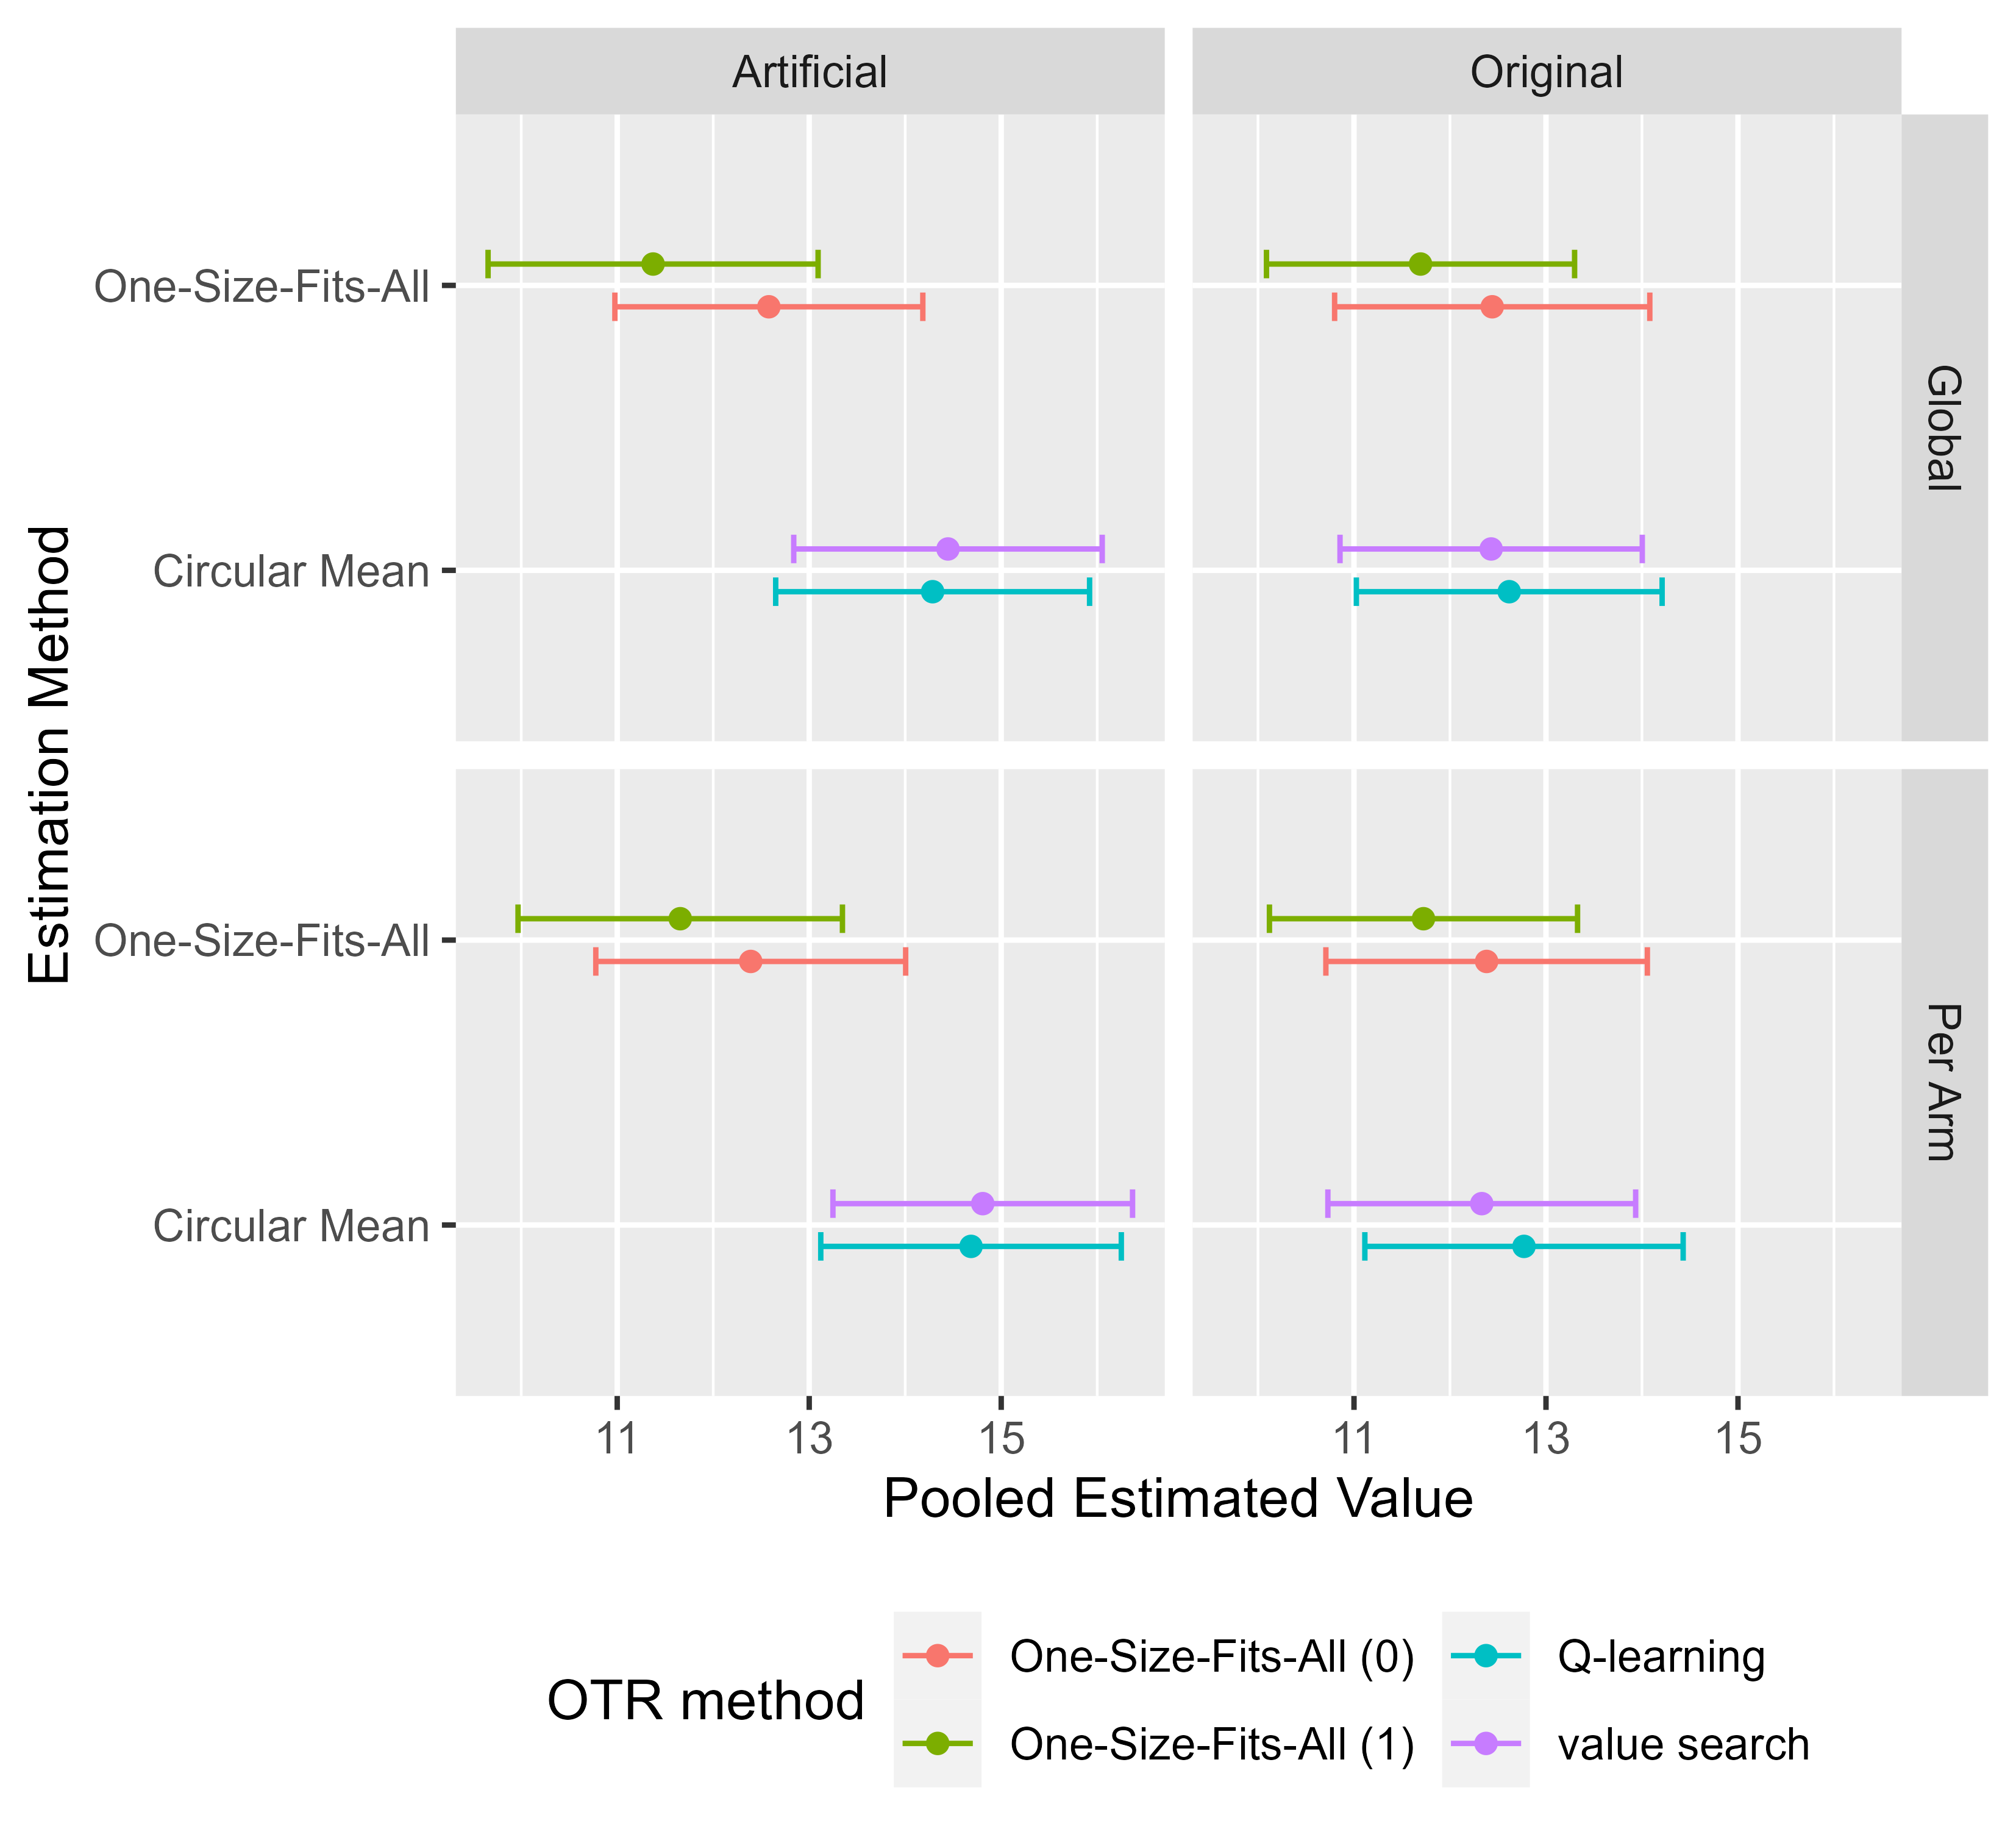 Artificial
Original
One-Size-Fits-All
Circular Mean
Global
One-Size-Fits-All
Circular Mean
Per Arm
Estimation Method
11 13 15
11 13 15
Pooled Estimated Value
OTR method
One-Size-Fits-All (0)
One-Size-Fits-All (1)
Q-learning
value search